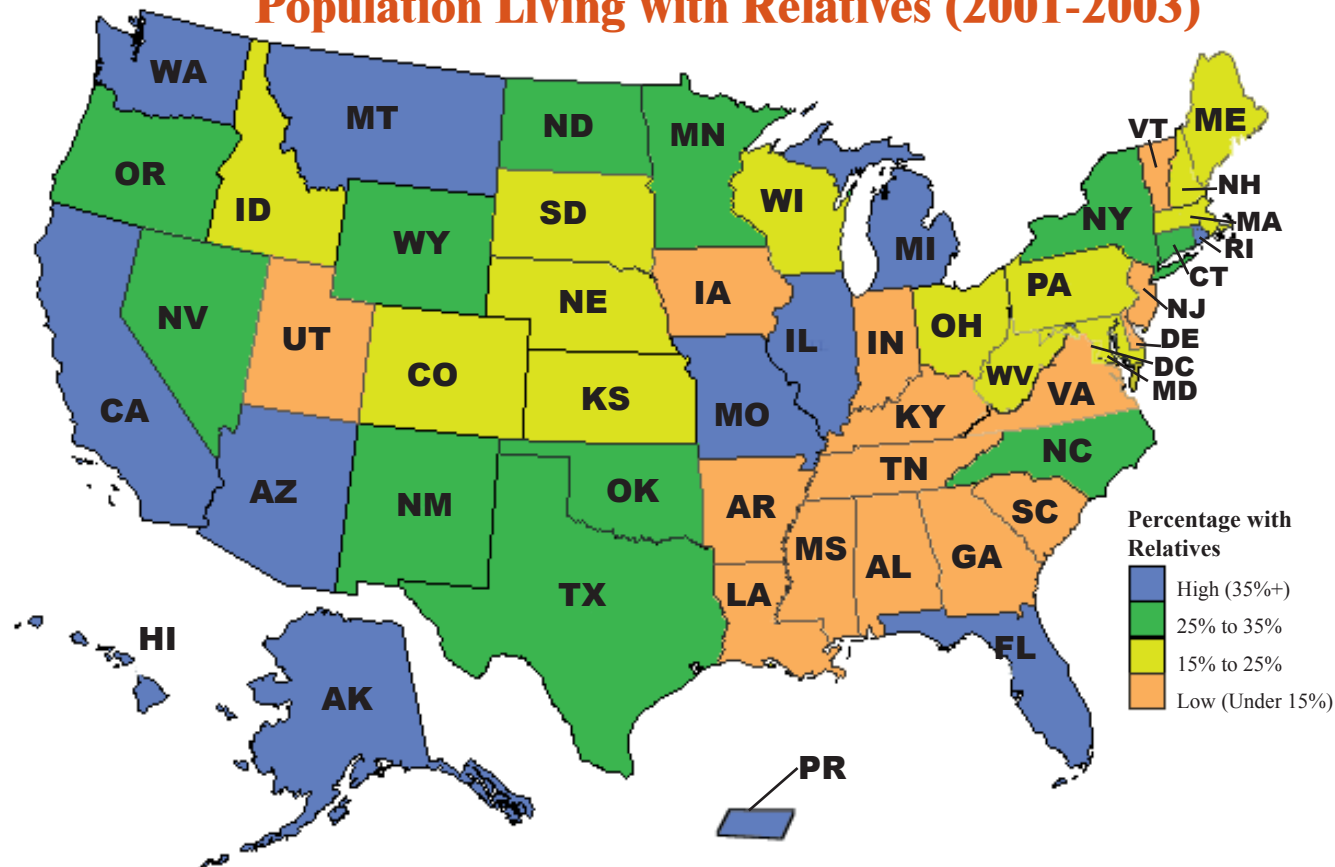 Population Living with Relatives (2001-2003)
WA
MT
ND
MN
VT
ME
OR
ID
SD
WI
NH
NY
MA
WY
MI
RI
CT
NE
IA
PA
NJ
NV
UT
IL
IN
OH
DE
DC
CO
WV
MD
KS
VA
CA
MO
KY
NC
TN
AZ
NM
OK
AR
SC
MS
AL
GA
TX
LA
HI
FL
AK
PR
Percentage with
Relatives
High (35%+)
25% to 35%
15% to 25%
Low (Under 15%)